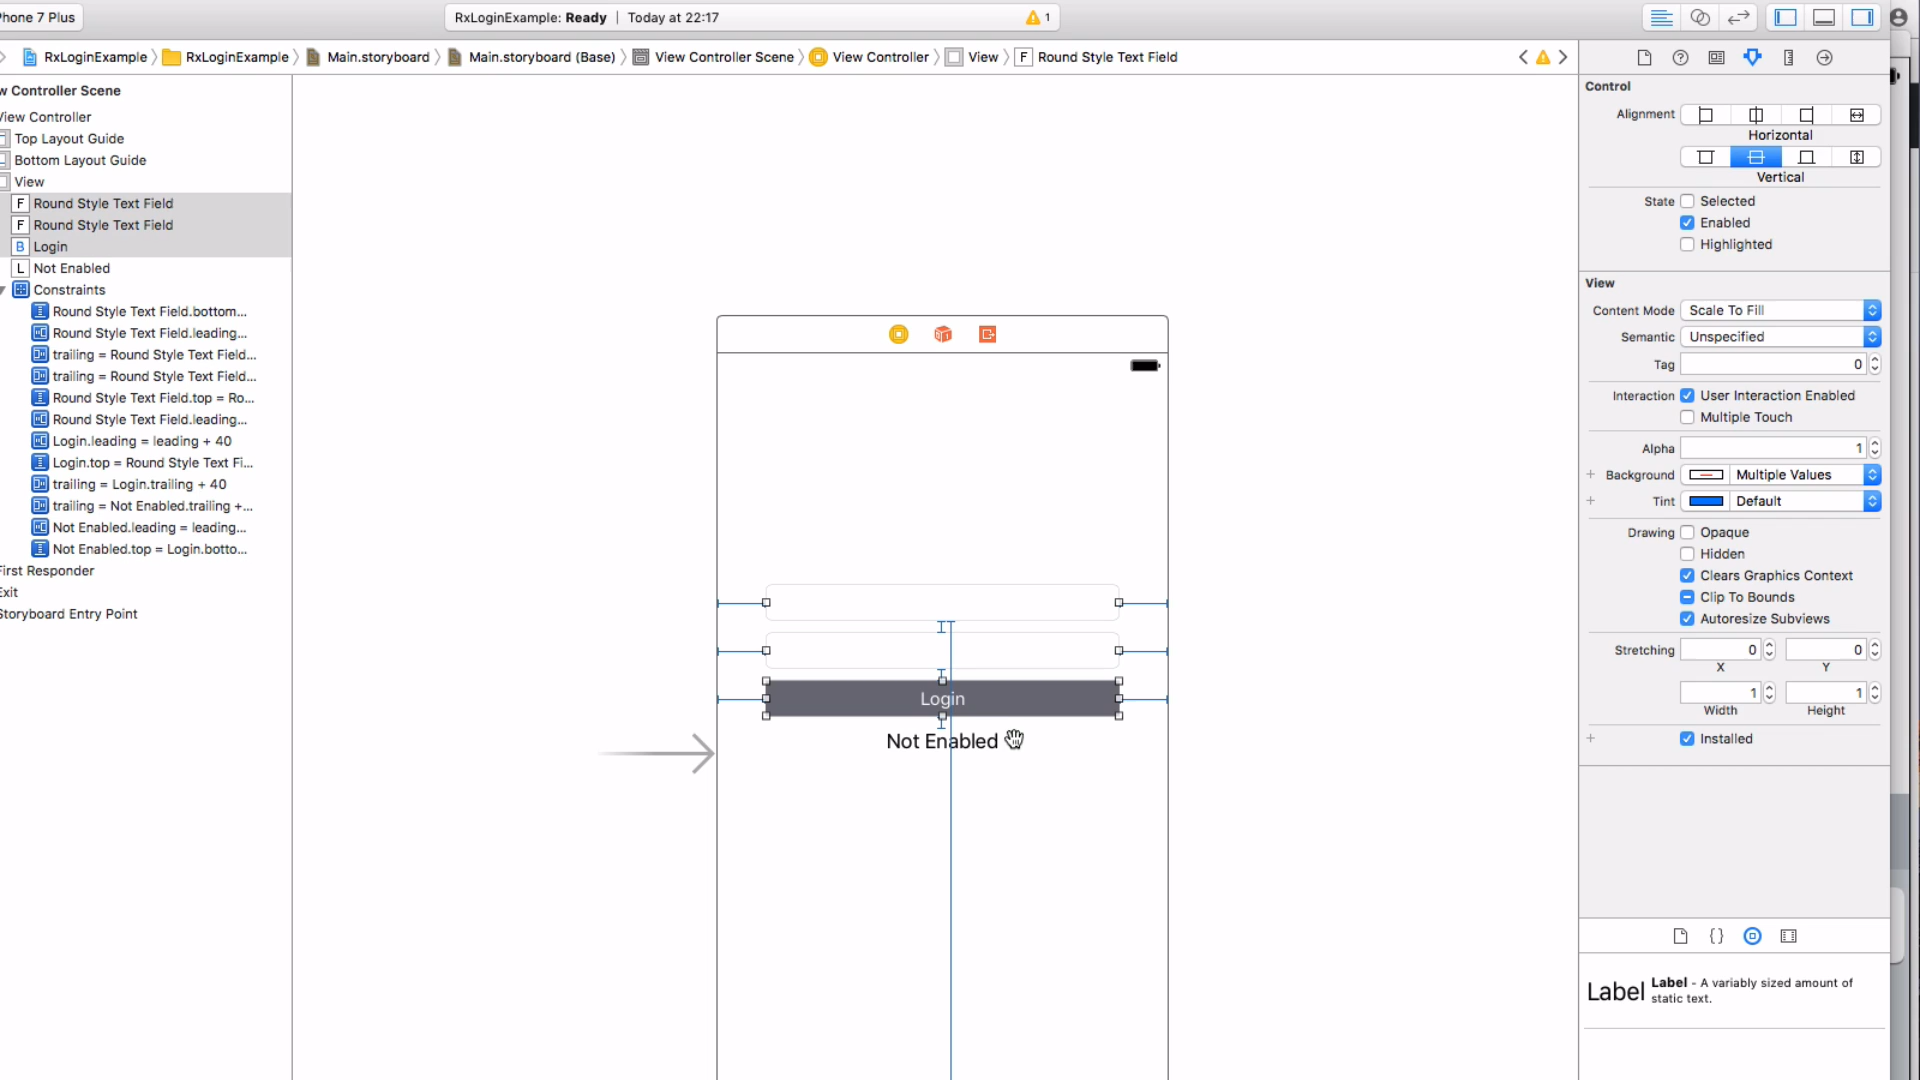 hone 7 Plus
RxLoginExample: Ready | Today at 22:17
1
RxLoginExample
RxLoginExample
Main.storyboard
Main.storyboard (Base)
View Controller Scene
View Controller
View
F Round Style Text Field
w Controller Scene
View Controller
Top Layout Guide
Bottom Layout Guide
View
F Round Style Text Field
F Round Style Text Field
B Login
L Not Enabled
Constraints
Round Style Text Field.bottom...
Round Style Text Field.leading...
trailing = Round Style Text Field...
trailing = Round Style Text Field...
Round Style Text Field.top = Ro...
Round Style Text Field.leading...
Login.leading = leading + 40
Login.top = Round Style Text Fi...
trailing = Login.trailing + 40
trailing = Not Enabled.trailing +...
Not Enabled.leading = leading...
Not Enabled.top = Login.botto...
First Responder
Exit
Storyboard Entry Point
Login
Not Enabled
Control
Alignment
Horizontal
Vertical
State Selected
Enabled
Highlighted
View
Content Mode Scale To Fill
Semantic Unspecified
Tag 0
Interaction User Interaction Enabled
Multiple Touch
Alpha 1
+ Background Multiple Values
+ Tint Default
Drawing Opaque
Hidden
Clears Graphics Context
Clip To Bounds
Autoresize Subviews
Stretching 0 0
X Y
1 1
Width Height
+ Installed
{}
Label Label - A variably sized amount of
static text.